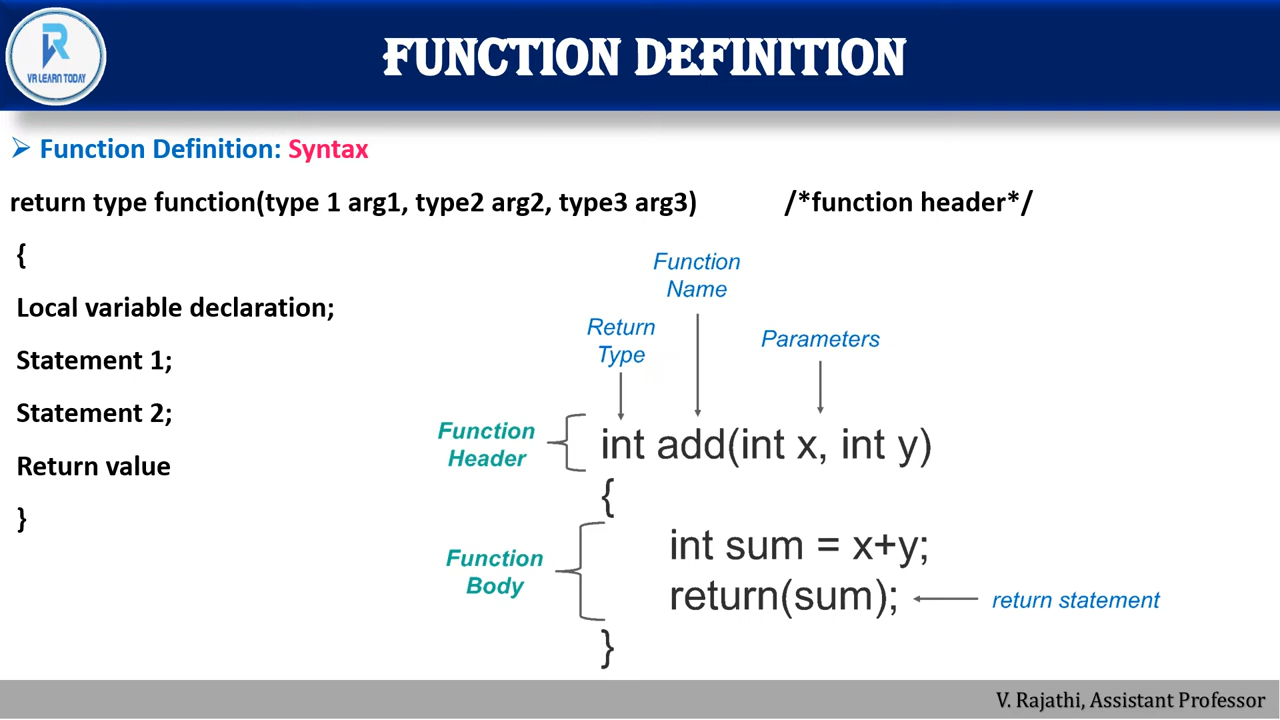 VR LEARN TODAY
FUNCTION DEFINITION
Function Definition: Syntax
return type function(type 1 arg1, type2 arg2, type3 arg3) /*function header*/
{
Local variable declaration;
Statement 1;
Statement 2;
Return value
}
Function
Name
Return
Type
Parameters
Function
Header
int add(int x, int y)
{
Function
Body
int sum = x+y;
return(sum);
return statement
}
V. Rajathi, Assistant Professor